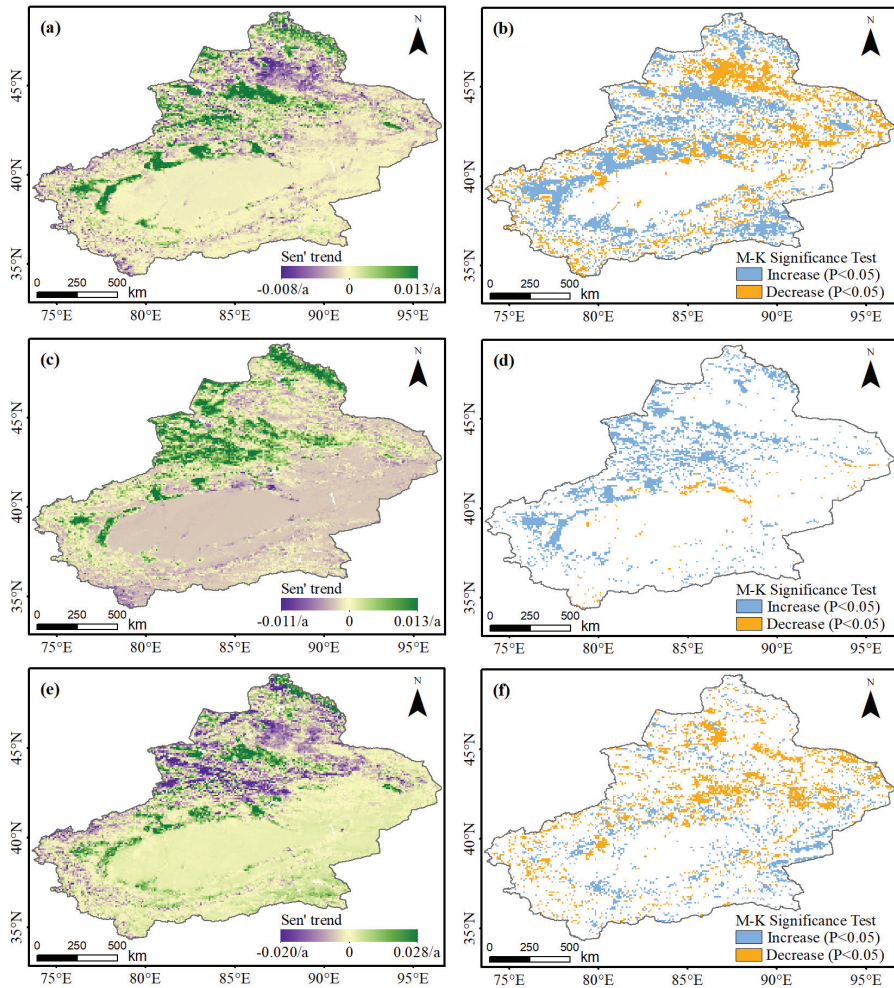 (a)
N
45°N
40°N
35°N
Sen' trend
-0.008/a 0 0.013/a
0 250 500
km
75°E 80°E 85°E 90°E 95°E
(b)
N
45°N
40°N
35°N
M-K Significance Test
Increase (P<0.05)
Decrease (P<0.05)
0 250 500
km
75°E 80°E 85°E 90°E 95°E
(c)
N
45°N
40°N
35°N
Sen' trend
-0.011/a 0 0.013/a
0 250 500
km
75°E 80°E 85°E 90°E 95°E
(d)
N
45°N
40°N
35°N
M-K Significance Test
Increase (P<0.05)
Decrease (P<0.05)
0 250 500
km
75°E 80°E 85°E 90°E 95°E
(e)
N
45°N
40°N
35°N
Sen' trend
-0.020/a 0 0.028/a
0 250 500
km
75°E 80°E 85°E 90°E 95°E
(f)
N
45°N
40°N
35°N
M-K Significance Test
Increase (P<0.05)
Decrease (P<0.05)
0 250 500
km
75°E 80°E 85°E 90°E 95°E